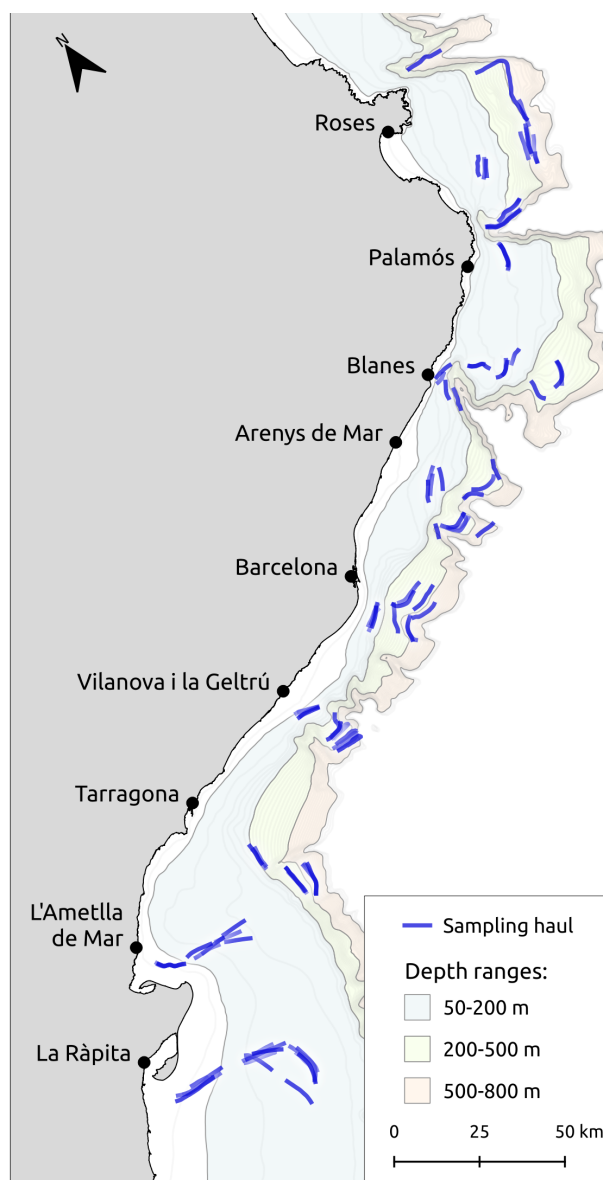 N
Roses
Palamós
Blanes
Arenys de Mar
Barcelona
Vilanova i la Geltrú
Tarragona
L'Ametlla
de Mar
La Ràpita
Sampling haul
Depth ranges:
50-200 m
200-500 m
500-800 m
0 25 50 km